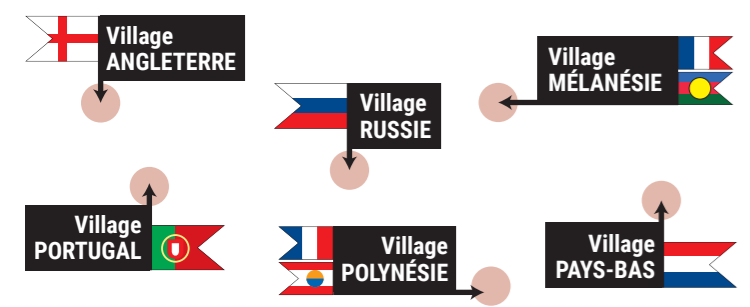 Village
ANGLETERRE
Village
RUSSIE
Village
MÉLANÉSIE
Village
PORTUGAL
Village
POLYNÉSIE
Village
PAYS-BAS